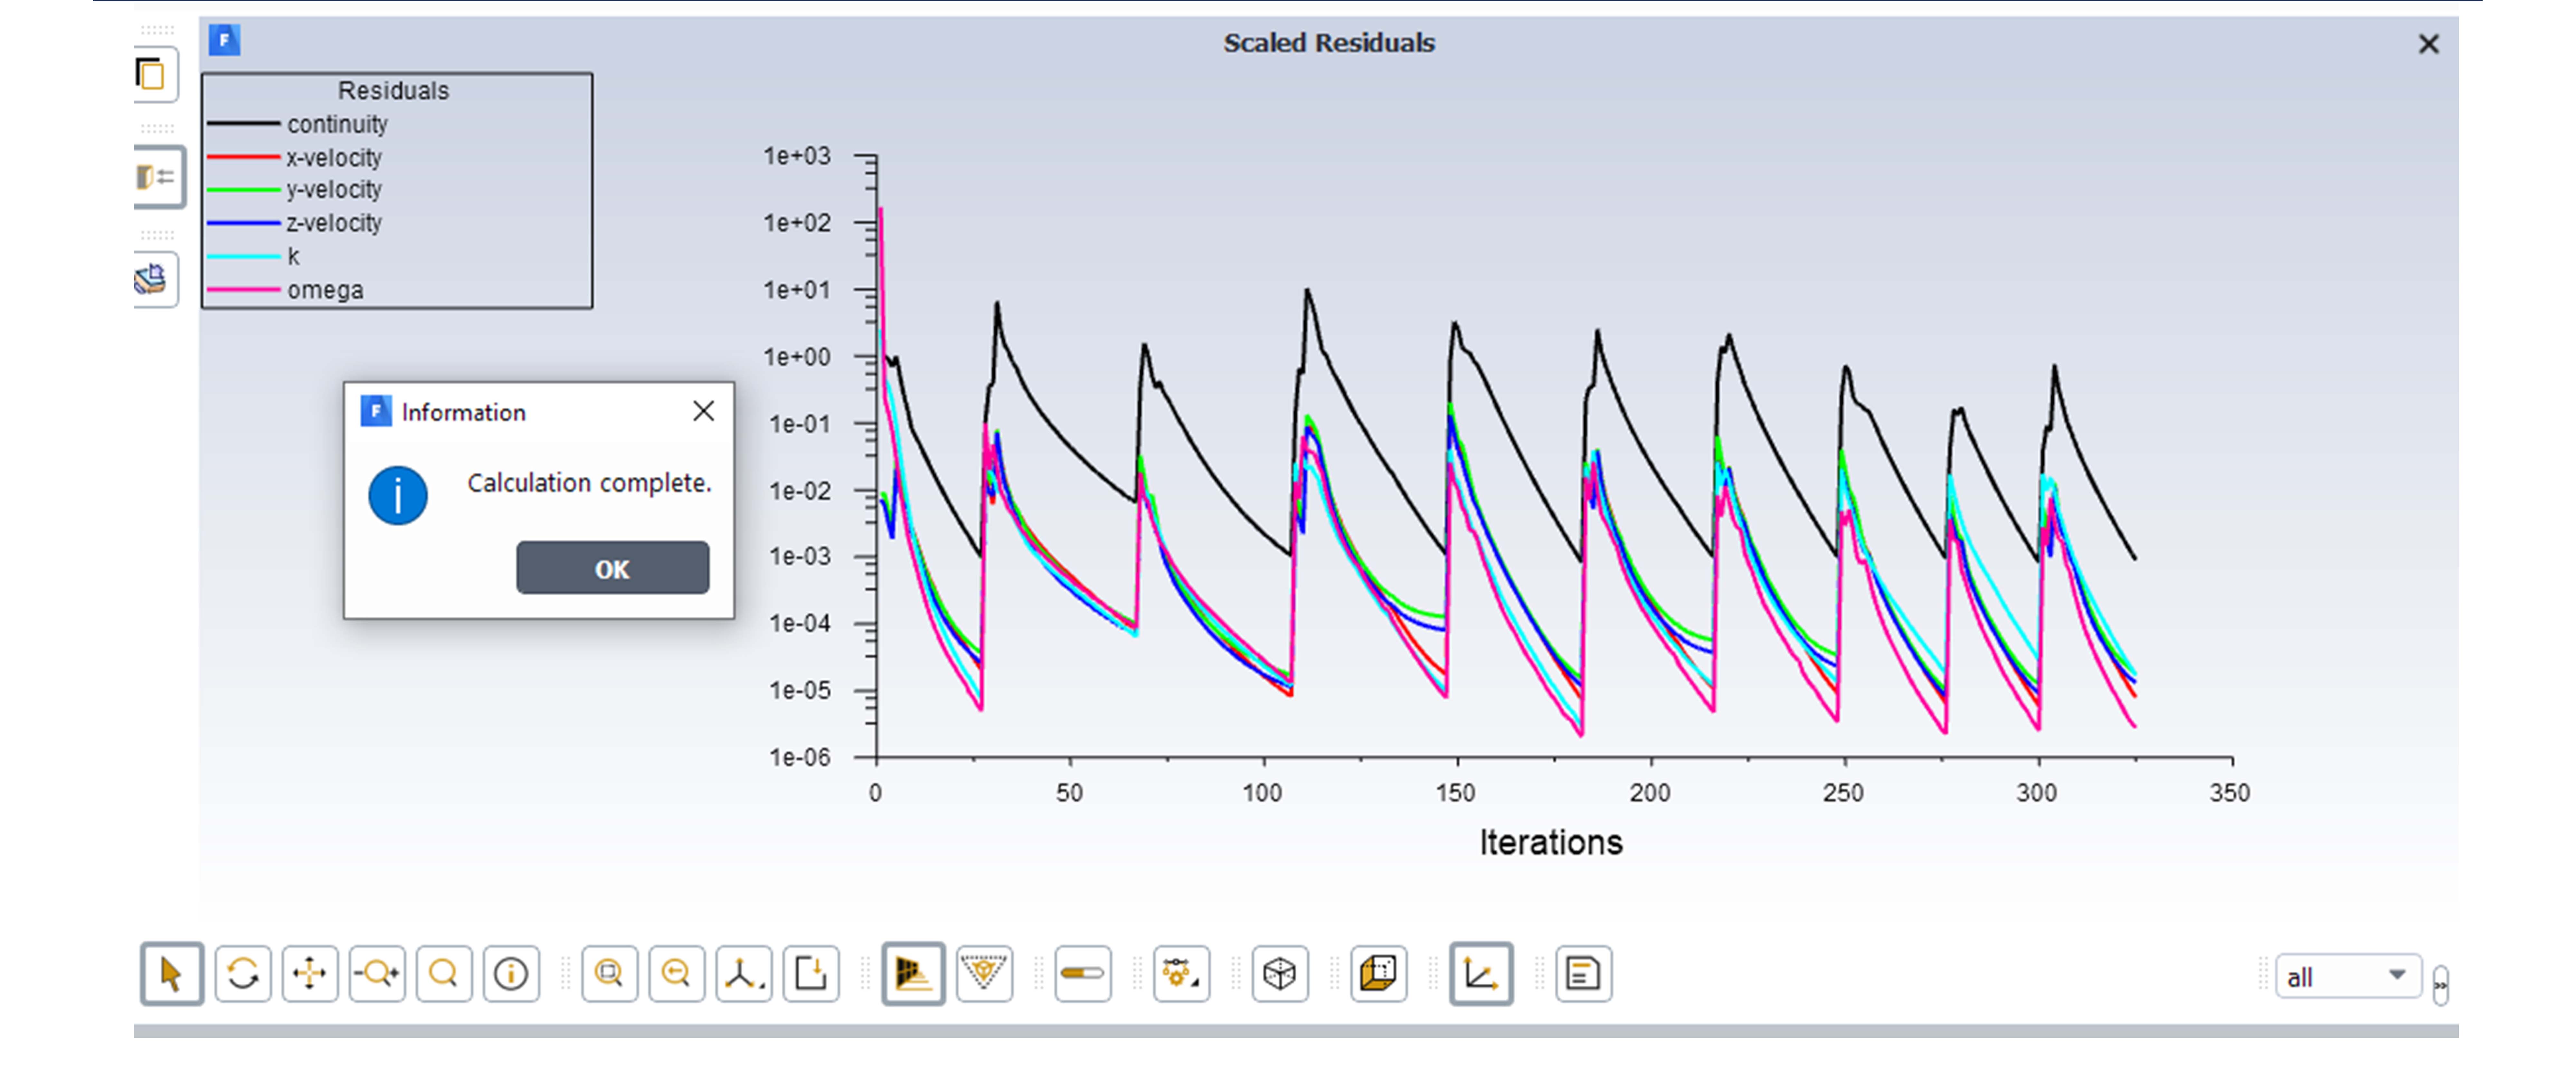 Scaled Residuals
Residuals
continuity
x-velocity
y-velocity
z-velocity
k
omega
Information
Calculation complete.
OK
1e+03
1e+02
1e+01
1e+00
1e-01
1e-02
1e-03
1e-04
1e-05
1e-06
0 50 100 150 200 250 300 350
Iterations
all